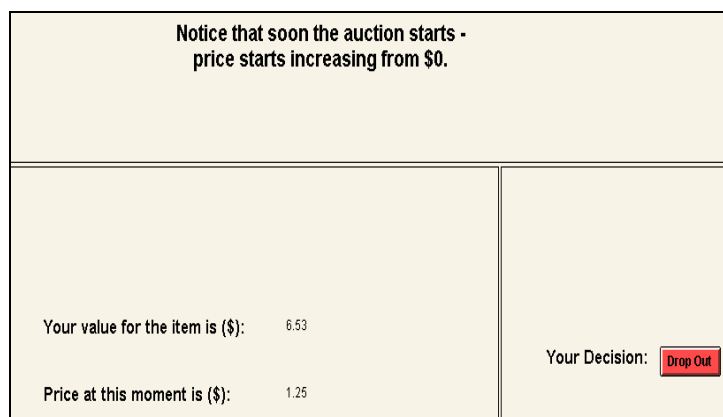 Notice that soon the auction starts -
price starts increasing from $0.
Your value for the item is ($): 6.53
Your Decision: Drop Out
Price at this moment is ($): 1.25